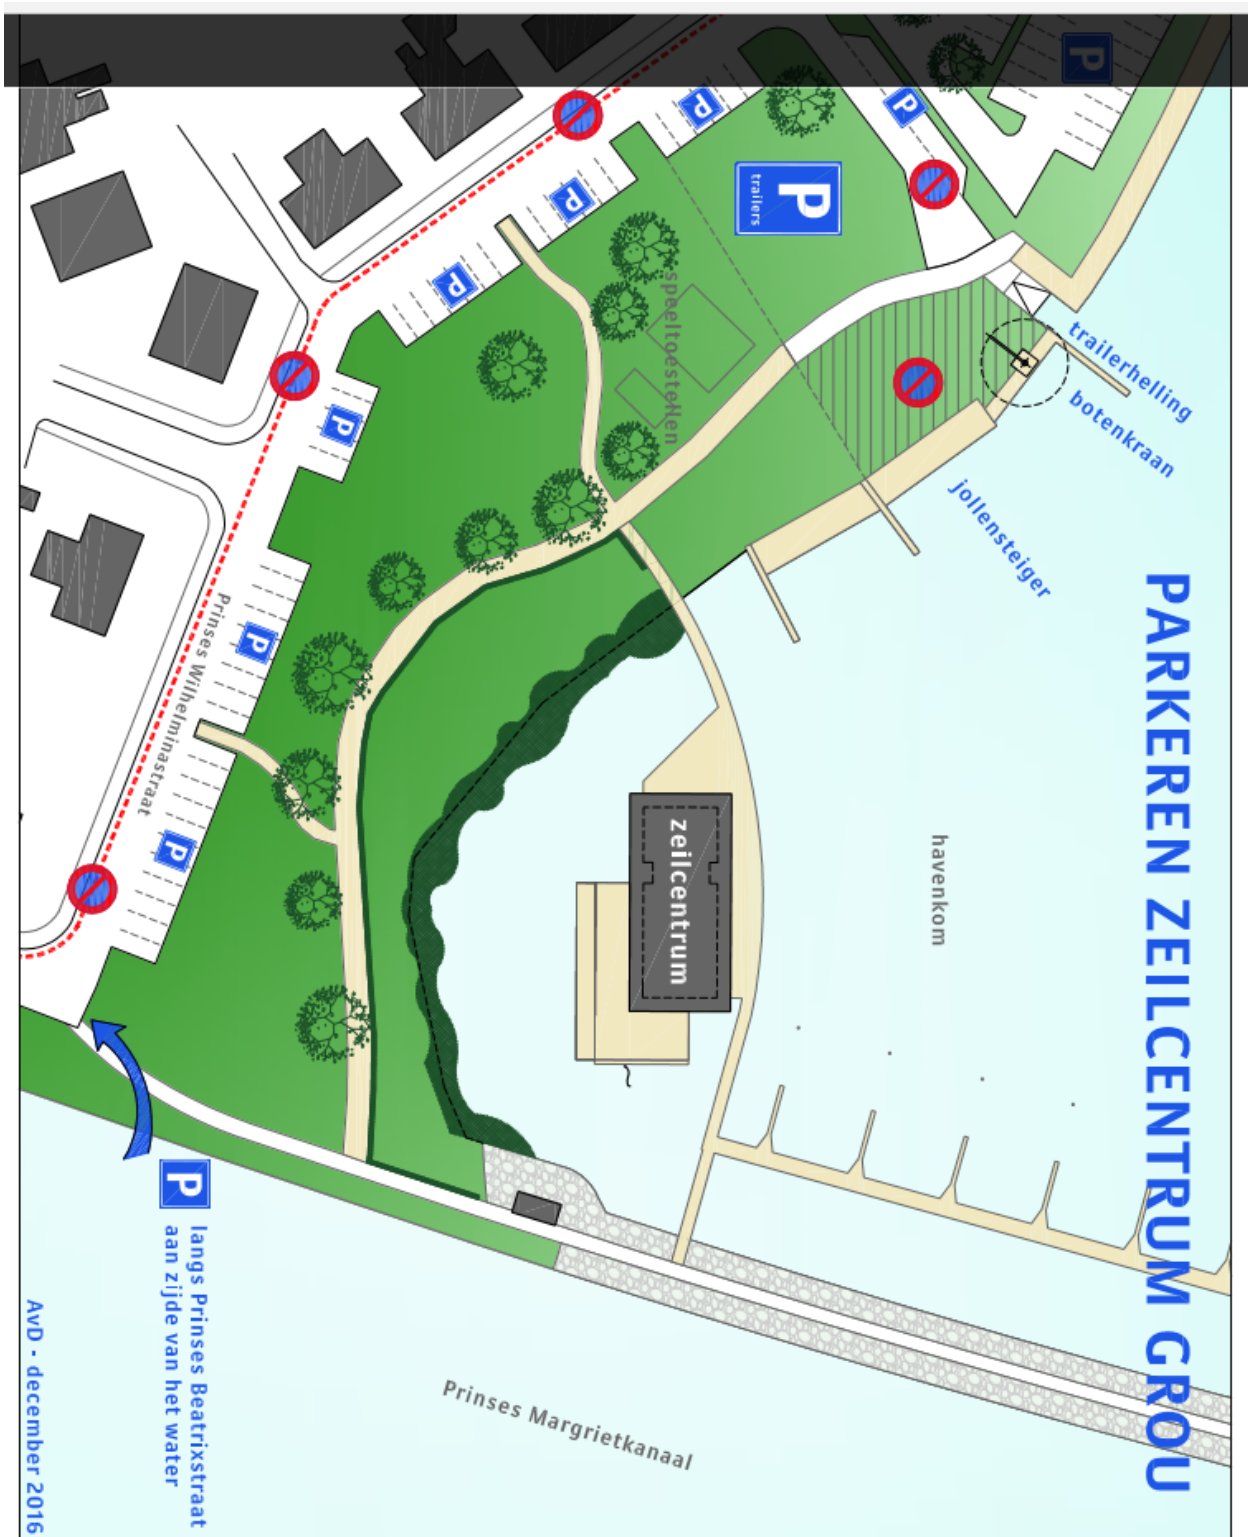 PARKEREN ZEILCENTRUM GROU
P
P
P
P
trailers
P
P
trailerhelling
botenkraan
jollensteiger
speeltoestellen
P
P
P
Prinses Wilhelminastraat
zeilcentrum
havenkom
P
langs Prinses Beatrixstraat
aan zijde van het water
Prinses Margrietkanaal
AvD - december 2016